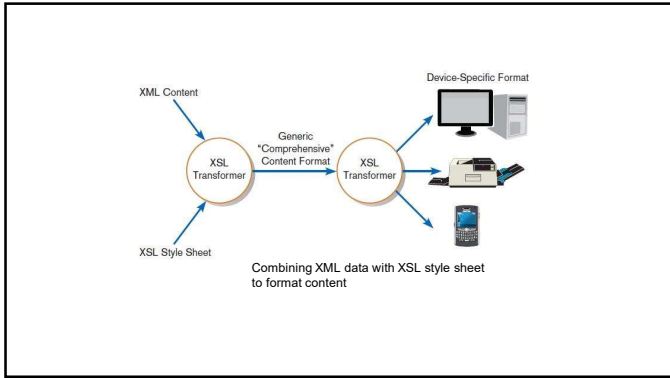 Device-Specific Format
XML Content
Generic
"Comprehensive"
Content Format
XSL
Transformer
XSL
Transformer
XSL Style Sheet
Combining XML data with XSL style sheet
to format content